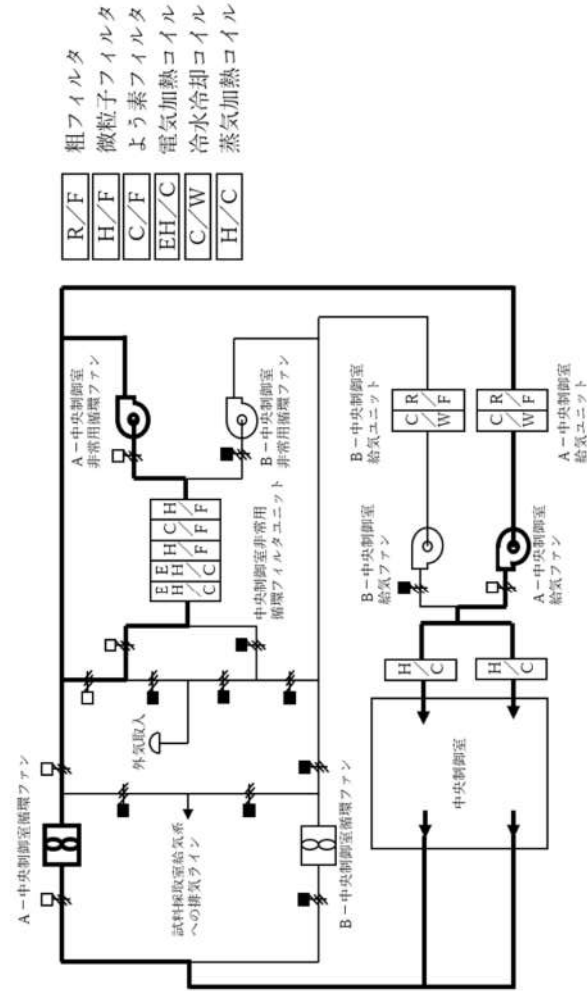 A－中央制御室循環ファン
A－中央制御室
非常用循環ファン
外気取入
試料採取室給気系
への排気ライン
E
H
／
C
E
H
／
C
H
／
F
C
／
F
H
／
F
中央制御室非常用
循環フィルタユニット
B－中央制御室
非常用循環ファン
B－中央制御室循環ファン
中央制御室
H／C
H／C
B－中央制御室
給気ファン
A－中央制御室
給気ファン
C／W
R／F
B－中央制御室
給気ユニット
C／W
R／F
A－中央制御室
給気ユニット
R／F 粗フィルタ
H／F 微粒子フィルタ
C／F よう素フィルタ
EH／C 電気加熱コイル
C／W 冷水冷却コイル
H／C 蒸気加熱コイル